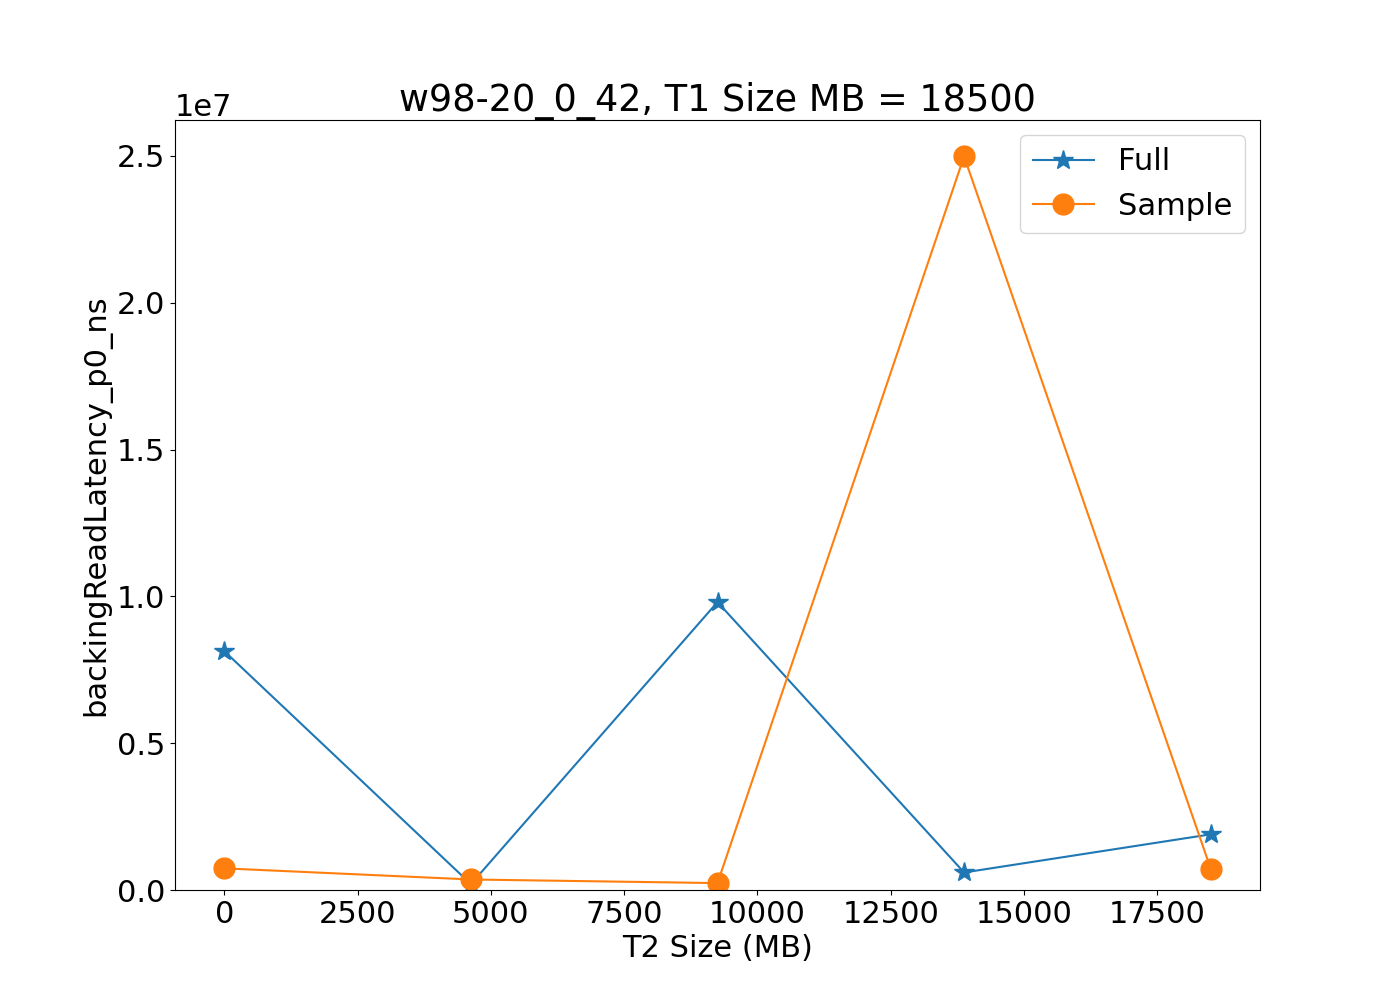 w98-20_0_42, T1 Size MB = 18500
1e7
2.5
2.0
1.5
1.0
0.5
0.0
backingReadLatency_p0_ns
Full
Sample
0 2500 5000 7500 10000 12500 15000 17500
T2 Size (MB)